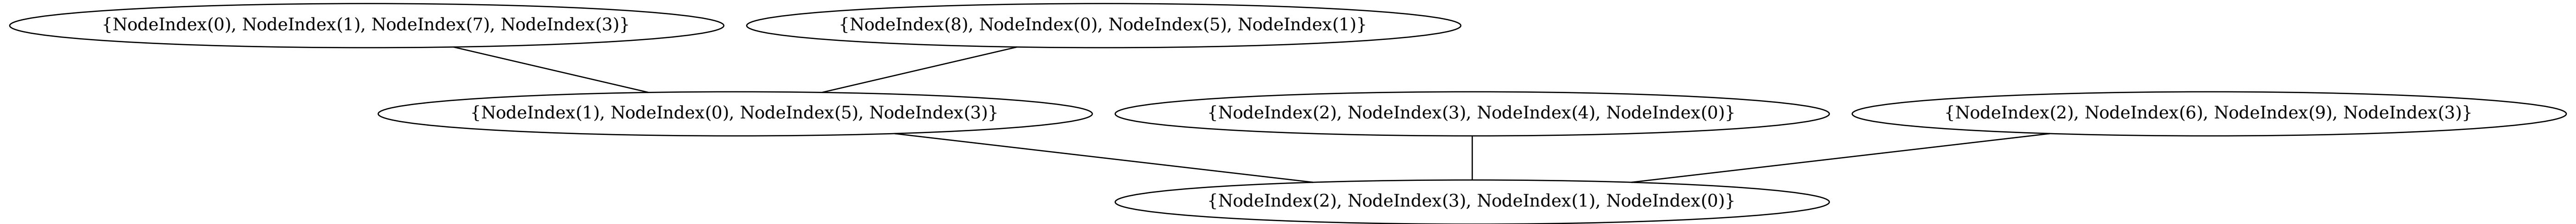 {NodeIndex(0), NodeIndex(1), NodeIndex(7), NodeIndex(3)}
{NodeIndex(8), NodeIndex(0), NodeIndex(5), NodeIndex(1)}
{NodeIndex(1), NodeIndex(0), NodeIndex(5), NodeIndex(3)}
{NodeIndex(2), NodeIndex(3), NodeIndex(4), NodeIndex(0)}
{NodeIndex(2), NodeIndex(6), NodeIndex(9), NodeIndex(3)}
{NodeIndex(2), NodeIndex(3), NodeIndex(1), NodeIndex(0)}